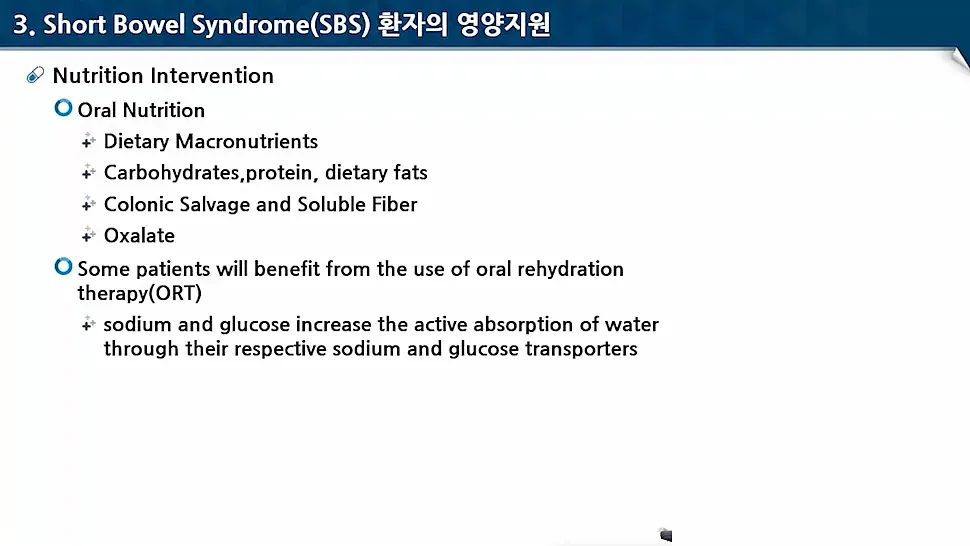 3. Short Bowel Syndrome(SBS) 환자의 영양지원
Nutrition Intervention
Oral Nutrition
Dietary Macronutrients
Carbohydrates,protein, dietary fats
Colonic Salvage and Soluble Fiber
Oxalate
Some patients will benefit from the use of oral rehydration
therapy(ORT)
sodium and glucose increase the active absorption of water
through their respective sodium and glucose transporters